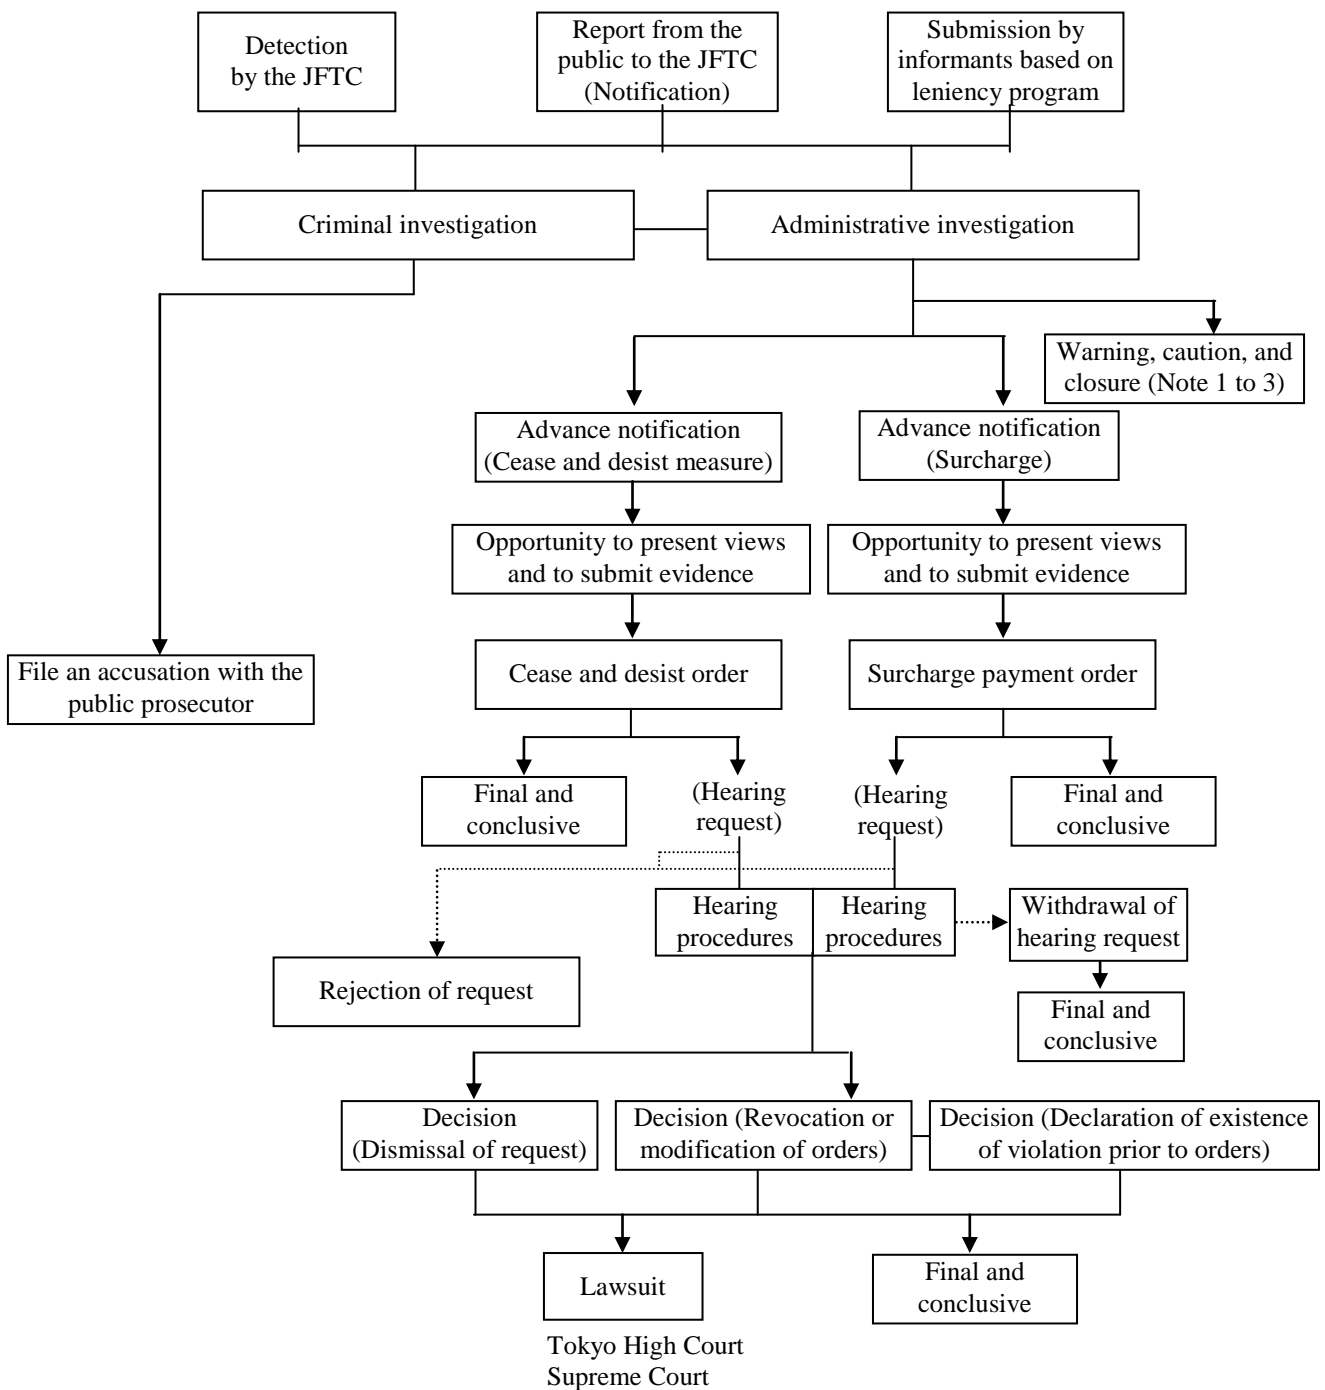 Detection
by the JFTC
Report from the
public to the JFTC
(Notification)
Submission by
informants based on
leniency program
Criminal investigation
Administrative investigation
Warning, caution, and
closure (Note 1 to 3)
Advance notification
(Cease and desist measure)
Advance notification
(Surcharge)
Opportunity to present views
and to submit evidence
Opportunity to present views
and to submit evidence
File an accusation with the
public prosecutor
Cease and desist order
Surcharge payment order
Final and
conclusive
(Hearing
request)
(Hearing
request)
Final and
conclusive
Hearing
procedures
Hearing
procedures
Withdrawal of
hearing request
Rejection of request
Final and
conclusive
Decision
(Dismissal of request)
Decision (Revocation or
modification of orders)
Decision (Declaration of existence
of violation prior to orders)
Lawsuit
Final and
conclusive
Tokyo High Court
Supreme Court